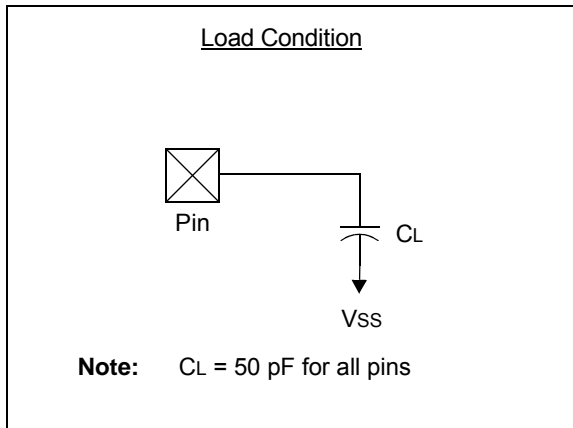 Load Condition
Pin
CL
VSS
Note: CL = 50 pF for all pins